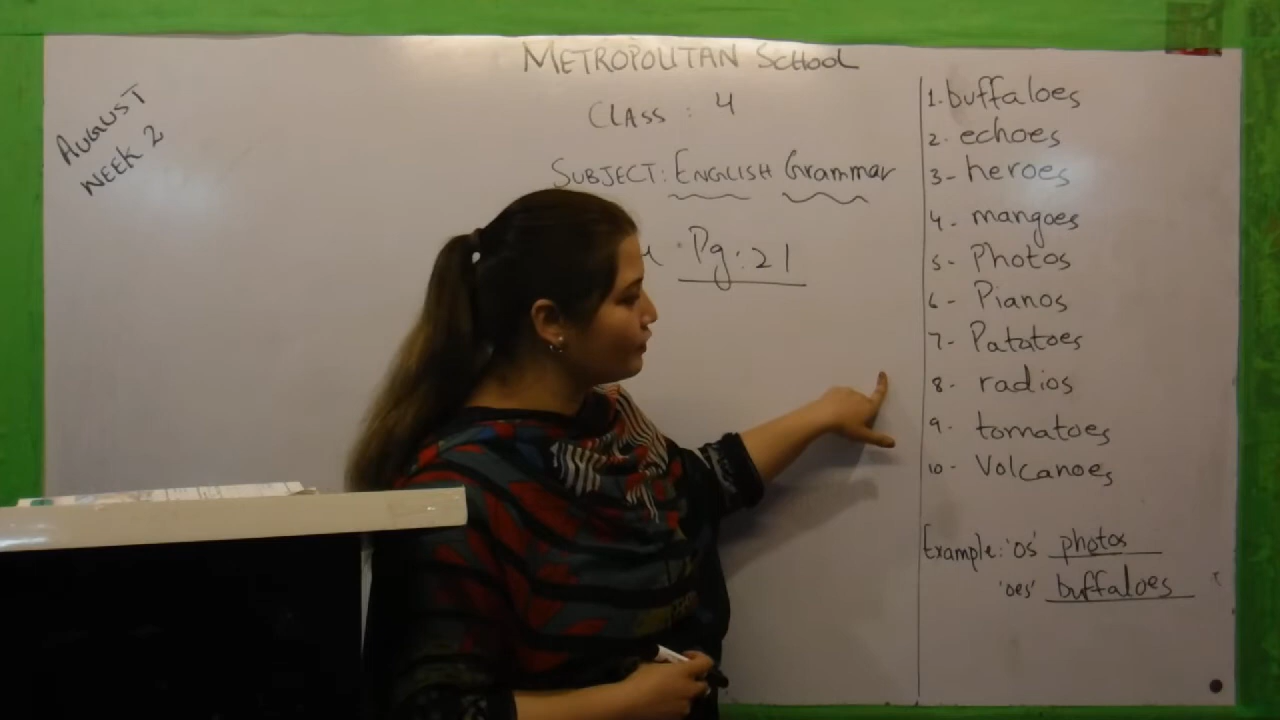 AUGUST
WEEK 2
METROPOLITAN SCHOOL
CLASS : 4
SUBJECT: ENGLISH Grammar
Pg: 21
1. buffaloes
2. echoes
3- heroes
4. mangoes
5- Photos
6- Pianos
7- Patatoes
8- radios
9. tomatoes
10- Volcanoes
Example: 'os' photos
'oes' buffaloes